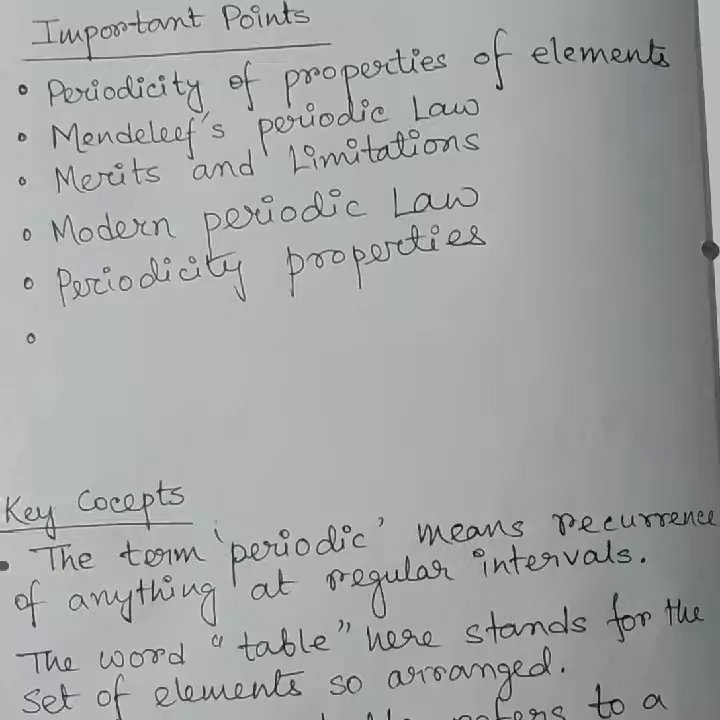 Important Points
• Periodicity of properties of elements
• Mendeleef's periodic Law
• Merits and Limitations
• Modern periodic Law
• Periodicity properties
•
Key Cocepts
• The term 'periodic' means recurrence
of anything at regular intervals.
The word "table" here stands for the
set of elements so arranged.
to a